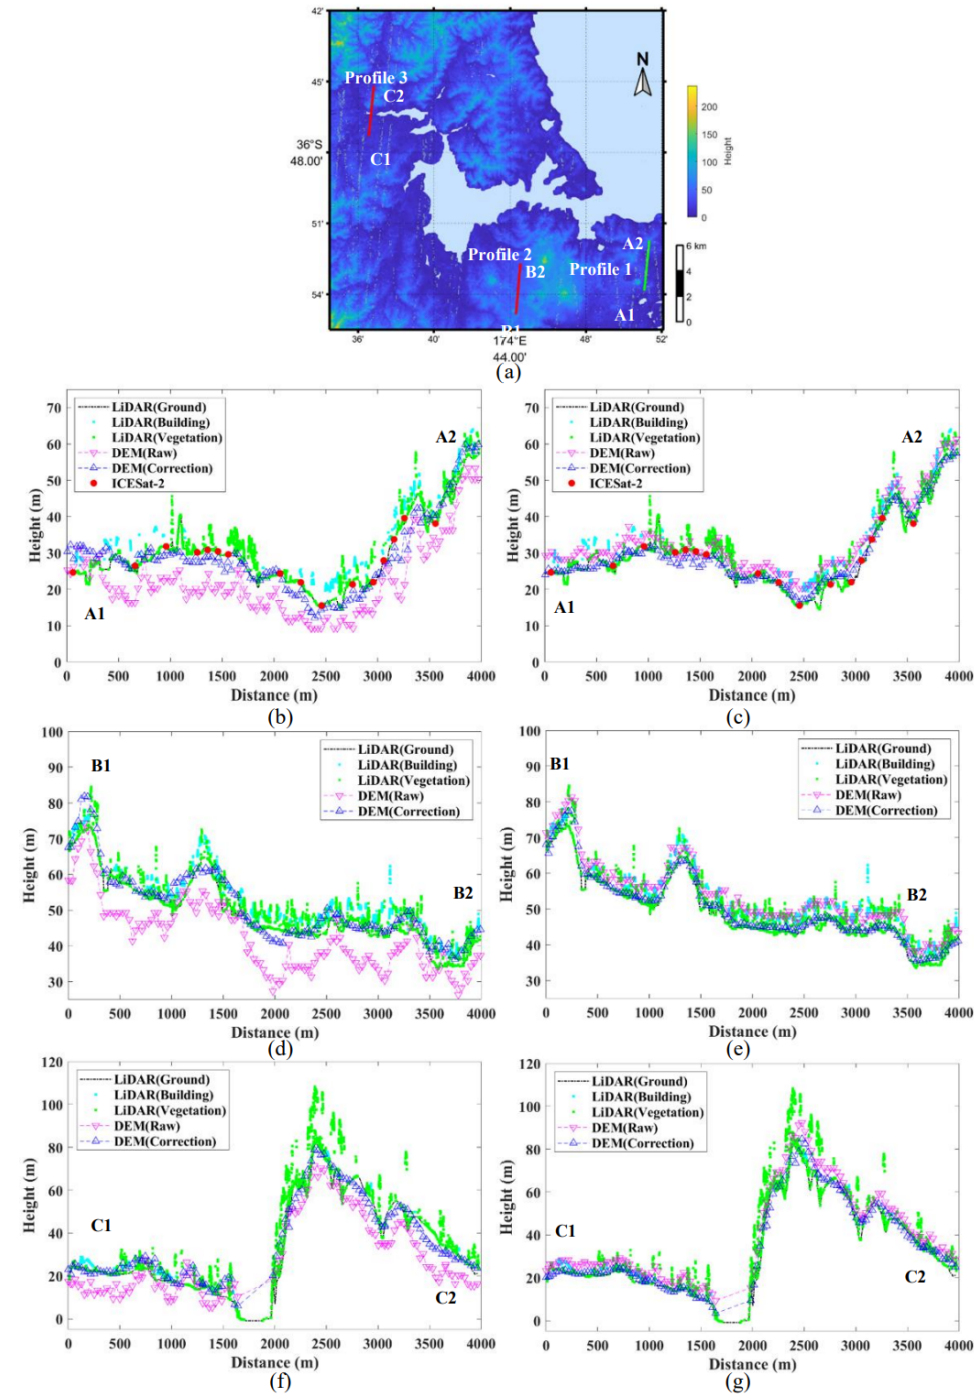 42'
45'
36°S
48.00'
51'
54'
36'
40'
174°E
44.00'
48'
52'
Profile 3
C2
C1
Profile 2
B2
B1
Profile 1
A2
A1
N
200
150
100
50
0
Height
6 km
4
2
0
(a)
LiDAR(Ground)
LiDAR(Building)
LiDAR(Vegetation)
DEM(Raw)
DEM(Correction)
ICESat-2
A1
A2
70
60
50
40
30
20
10
0
Height (m)
0 500 1000 1500 2000 2500 3000 3500 4000
Distance (m)
(b)
LiDAR(Ground)
LiDAR(Building)
LiDAR(Vegetation)
DEM(Raw)
DEM(Correction)
ICESat-2
A1
A2
70
60
50
40
30
20
10
0
Height (m)
0 500 1000 1500 2000 2500 3000 3500 4000
Distance (m)
(c)
LiDAR(Ground)
LiDAR(Building)
LiDAR(Vegetation)
DEM(Raw)
DEM(Correction)
B1
B2
100
90
80
70
60
50
40
30
Height (m)
0 500 1000 1500 2000 2500 3000 3500 4000
Distance (m)
(d)
LiDAR(Ground)
LiDAR(Building)
LiDAR(Vegetation)
DEM(Raw)
DEM(Correction)
B1
B2
100
90
80
70
60
50
40
30
Height (m)
0 500 1000 1500 2000 2500 3000 3500 4000
Distance (m)
(e)
LiDAR(Ground)
LiDAR(Building)
LiDAR(Vegetation)
DEM(Raw)
DEM(Correction)
C1
C2
120
100
80
60
40
20
0
Height (m)
0 500 1000 1500 2000 2500 3000 3500 4000
Distance (m)
(f)
LiDAR(Ground)
LiDAR(Building)
LiDAR(Vegetation)
DEM(Raw)
DEM(Correction)
C1
C2
120
100
80
60
40
20
0
Height (m)
0 500 1000 1500 2000 2500 3000 3500 4000
Distance (m)
(g)